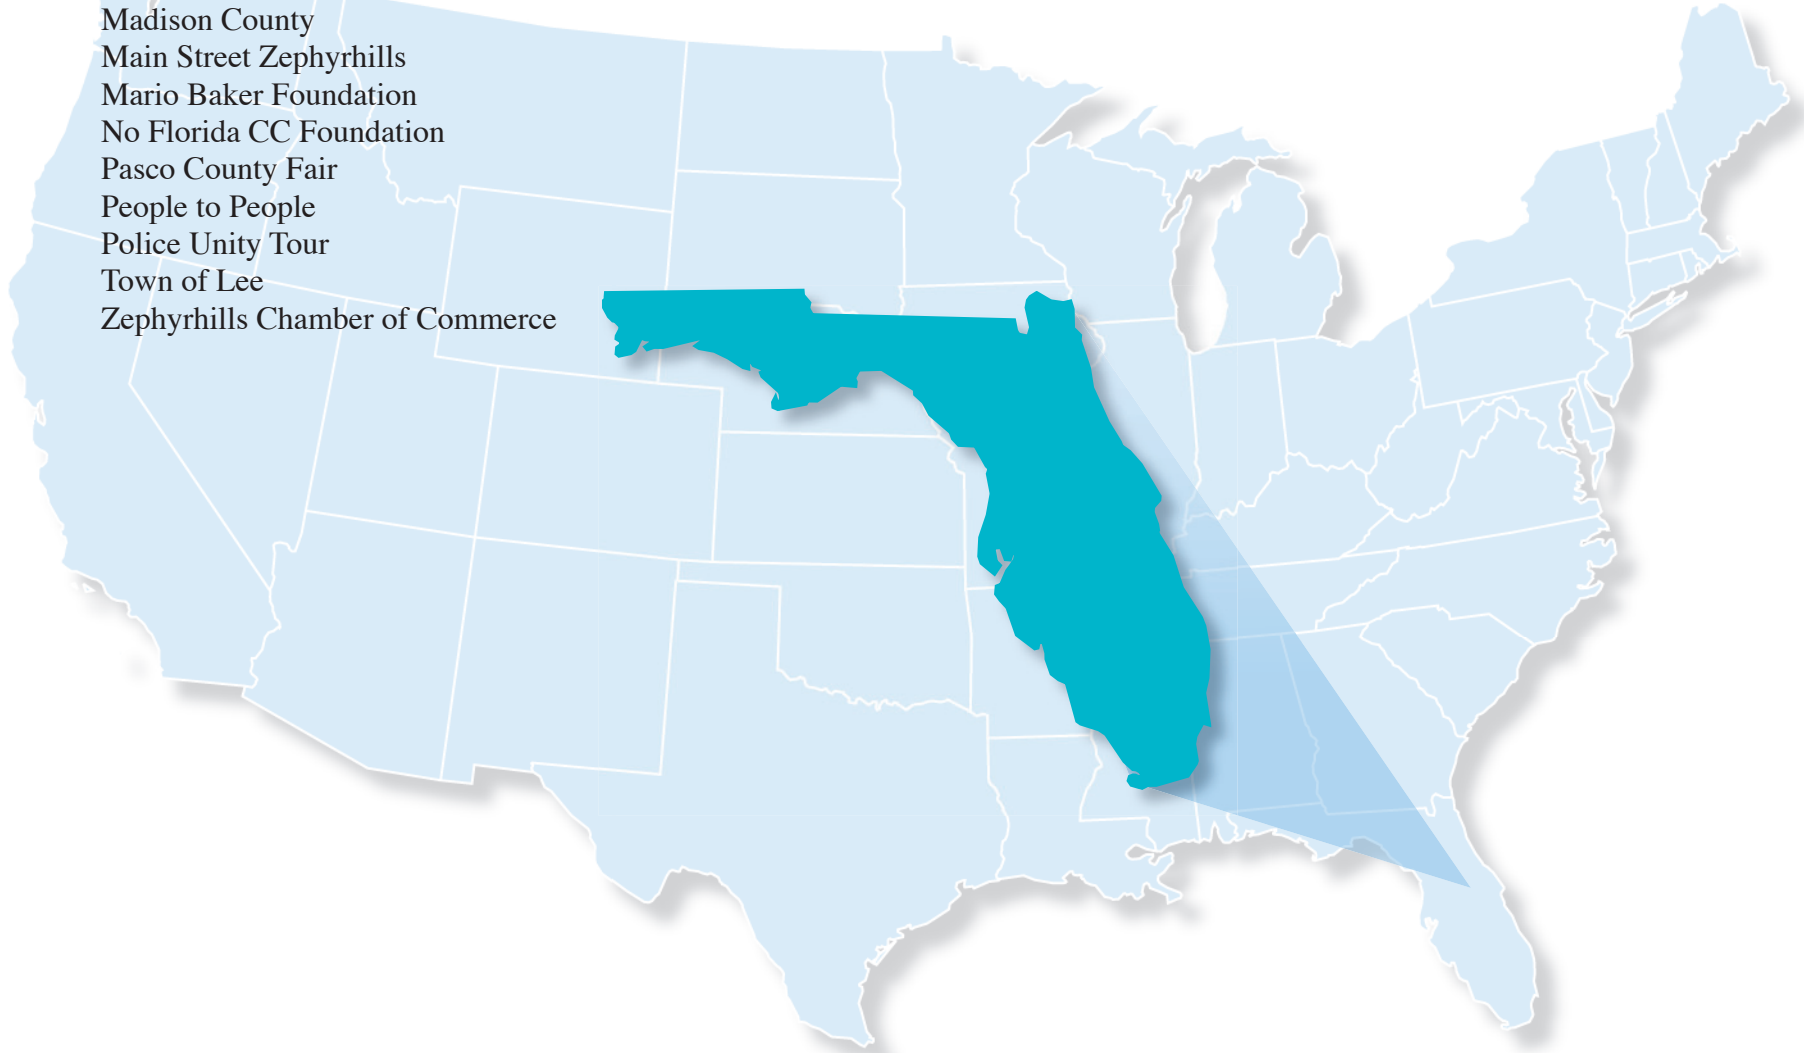 Madison County
Main Street Zephyrhills
Mario Baker Foundation
No Florida CC Foundation
Pasco County Fair
People to People
Police Unity Tour
Town of Lee
Zephyrhills Chamber of Commerce